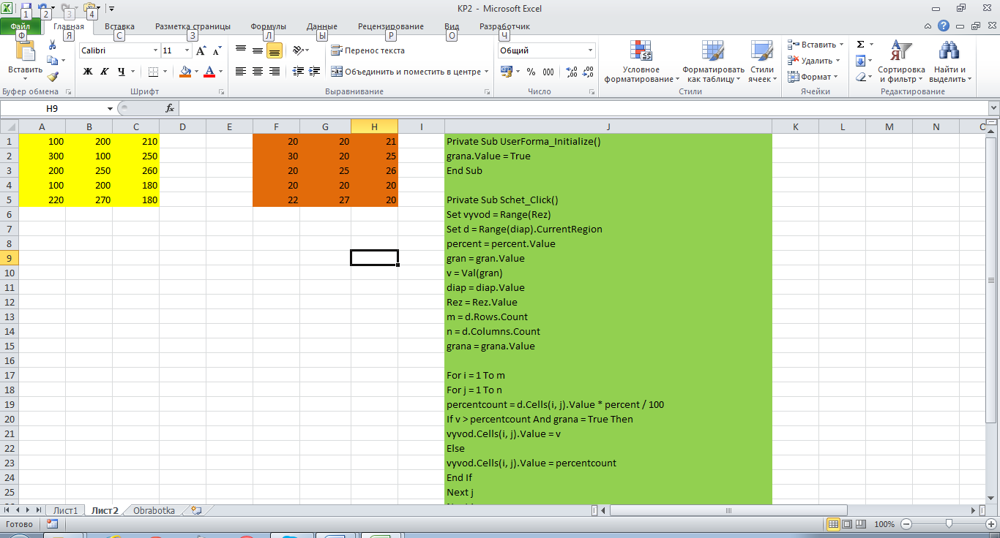 KP2 - Microsoft Excel
1 2 3 4
Файл Главная Вставка Разметка страницы Формулы Данные Рецензирование Вид Разработчик
Ф Я С З Л Ы Р О Ч
Calibri 11 Перенос текста Общий
Вставить Ж К Ч Объединить и поместить в центре % 000
Условное форматирование Форматировать как таблицу Стили ячеек
Вставить Удалить Формат
Σ Сортировка и фильтр Найти и выделить
Буфер обмена Шрифт Выравнивание Число Стили Ячейки Редактирование
H9 fx
A B C D E F G H I J K L M N
1 100 200 210 20 20 21 Private Sub UserForma_Initialize()
2 300 100 250 30 20 25 grana.Value = True
3 200 250 260 20 25 26 End Sub
4 100 200 180 20 20 20
5 220 270 180 22 27 20 Private Sub Schet_Click()
6 Set vyvod = Range(Rez)
7 Set d = Range(diap).CurrentRegion
8 percent = percent.Value
9 gran = gran.Value
10 v = Val(gran)
11 diap = diap.Value
12 Rez = Rez.Value
13 m = d.Rows.Count
14 n = d.Columns.Count
15 grana = grana.Value
16
17 For i = 1 To m
18 For j = 1 To n
19 percentcount = d.Cells(i, j).Value * percent / 100
20 If v > percentcount And grana = True Then
21 vyvod.Cells(i, j).Value = v
22 Else
23 vyvod.Cells(i, j).Value = percentcount
24 End If
25 Next j
Лист1 Лист2 Obrabotka
Готово 100%